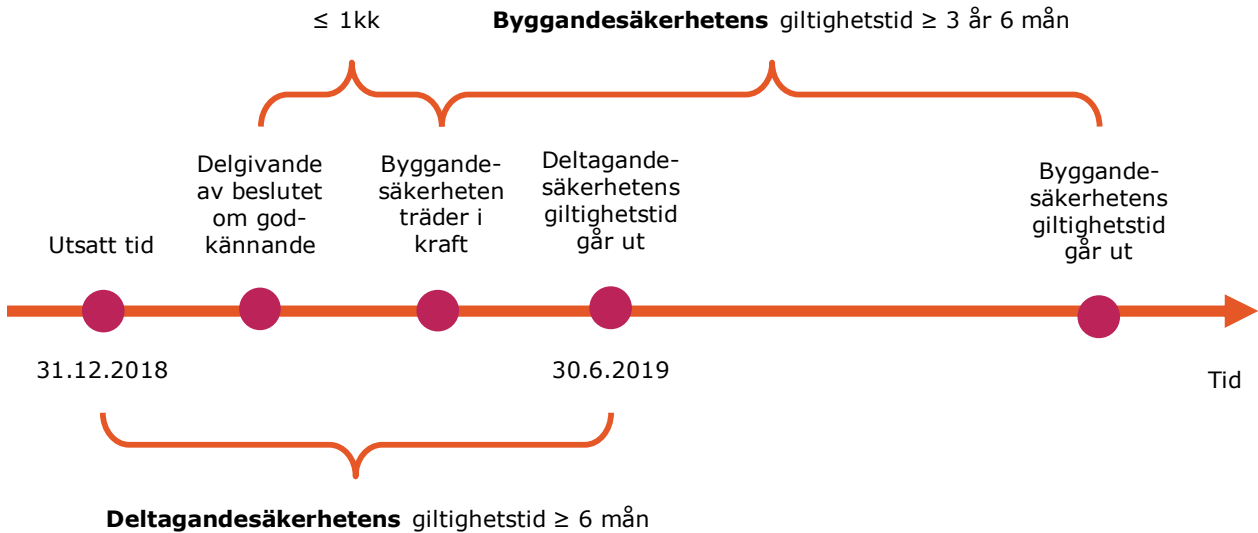 ≤ 1kk
Byggandesäkerhetens giltighetstid ≥ 3 år 6 mån
Utsatt tid
Delgivande
av beslutet
om god-
kännande
Byggande-
säkerheten
träder i
kraft
Deltagande-
säkerhetens
giltighetstid
går ut
Byggande-
säkerhetens
giltighetstid
går ut
31.12.2018
30.6.2019
Tid
Deltagandesäkerhetens giltighetstid ≥ 6 mån